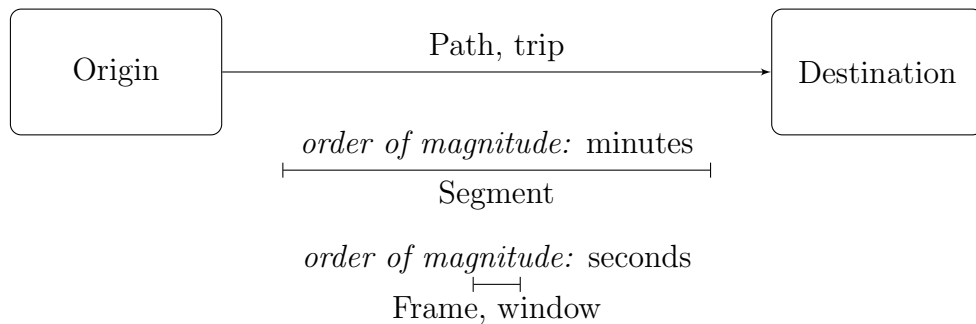 Origin
Path, trip
Destination
order of magnitude: minutes
Segment
order of magnitude: seconds
Frame, window